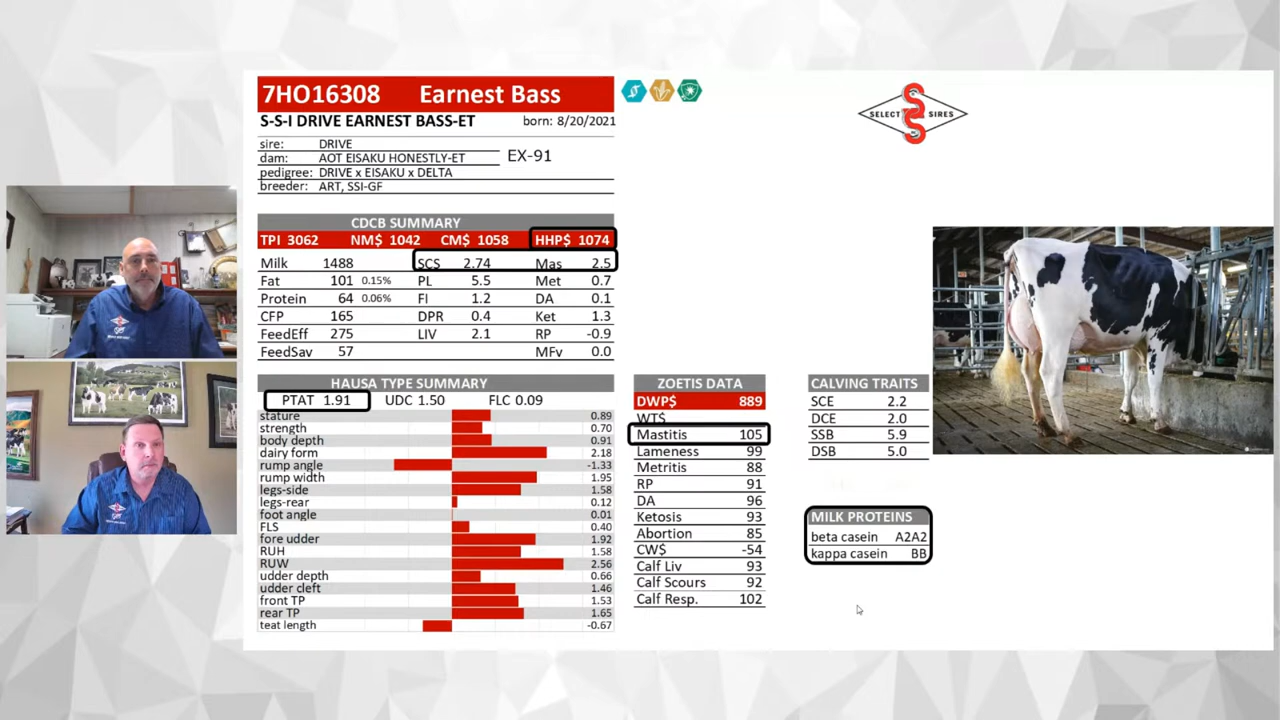 7HO16308 Earnest Bass
S-S-I DRIVE EARNEST BASS-ET born: 8/20/2021
sire: DRIVE
dam: AOT EISAKU HONESTLY-ET EX-91
pedigree: DRIVE x EISAKU x DELTA
breeder: ART, SSI-GF
SELECT SIRES
CDCB SUMMARY
TPI 3062 NM$ 1042 CM$ 1058 HHP$ 1074
Milk 1488 SCS 2.74 Mas 2.5
Fat 101 0.15% PL 5.5 Met 0.7
Protein 64 0.06% FI 1.2 DA 0.1
CFP 165 DPR 0.4 Ket 1.3
FeedEff 275 LIV 2.1 RP -0.9
FeedSav 57 MFv 0.0
HAUSA TYPE SUMMARY
PTAT 1.91 UDC 1.50 FLC 0.09
stature 0.89
strength 0.70
body depth 0.91
dairy form 2.18
rump angle -1.33
rump width 1.95
legs-side 1.58
legs-rear 0.12
foot angle 0.01
FLS 0.40
fore udder 1.92
RUH 1.58
RUW 2.56
udder depth 0.66
udder cleft 1.46
front TP 1.53
rear TP 1.65
teat length -0.67
ZOETIS DATA
DWP$ 889
WT$
Mastitis 105
Lameness 99
Metritis 88
RP 91
DA 96
Ketosis 93
Abortion 85
CW$ -54
Calf Liv 93
Calf Scours 92
Calf Resp. 102
CALVING TRAITS
SCE 2.2
DCE 2.0
SSB 5.9
DSB 5.0
MILK PROTEINS
beta casein A2A2
kappa casein BB